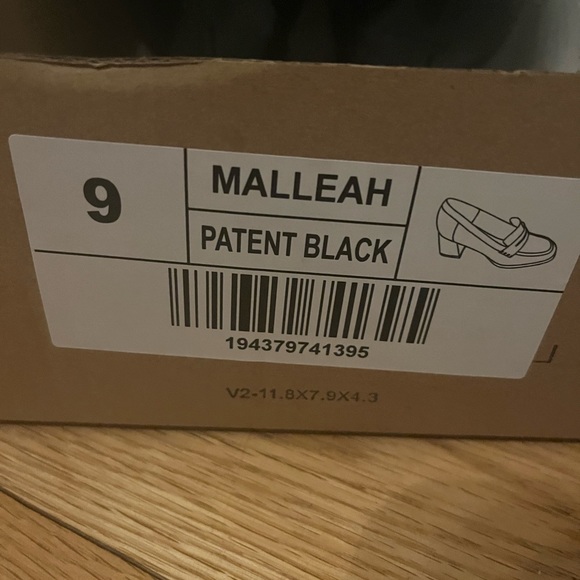 9
MALLEAH
PATENT BLACK
194379741395
V2-11.8X7.9X4.3